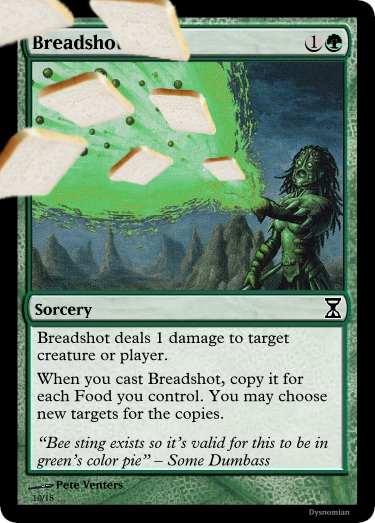 Breadshot 1
Sorcery
Breadshot deals 1 damage to target
creature or player.
When you cast Breadshot, copy it for
each Food you control. You may choose
new targets for the copies.
“Bee sting exists so it's valid for this to be in
green's color pie” – Some Dumbass
Pete Venters
10/18
Dysnomian